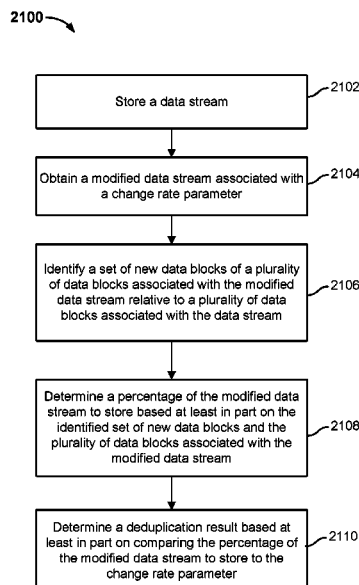 2100
Store a data stream
2102
Obtain a modified data stream associated with
a change rate parameter
2104
Identify a set of new data blocks of a plurality
of data blocks associated with the modified
data stream relative to a plurality of data
blocks associated with the data stream
2106
Determine a percentage of the modified data
stream to store based at least in part on the
identified set of new data blocks and the
plurality of data blocks associated with the
modified data stream
2108
Determine a deduplication result based at
least in part on comparing the percentage of
the modified data stream to store to the
change rate parameter
2110